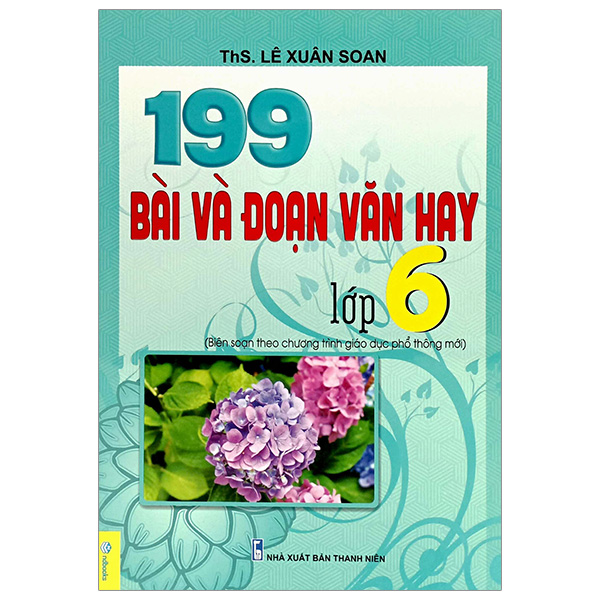 ThS. LÊ XUÂN SOAN
199
BÀI VÀ ĐOẠN VĂN HAY
lớp 6
(Biên soạn theo chương trình giáo dục phổ thông mới)
NHÀ XUẤT BẢN THANH NIÊN
ndbooks